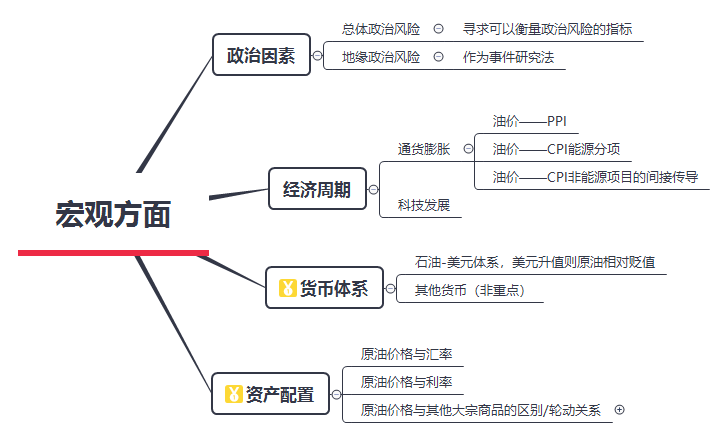 宏观方面
政治因素
总体政治风险
寻求可以衡量政治风险的指标
地缘政治风险
作为事件研究法
经济周期
通货膨胀
油价——PPI
油价——CPI能源分项
油价——CPI非能源项目的间接传导
科技发展
货币体系
石油-美元体系，美元升值则原油相对贬值
其他货币（非重点）
资产配置
原油价格与汇率
原油价格与利率
原油价格与其他大宗商品的区别/轮动关系